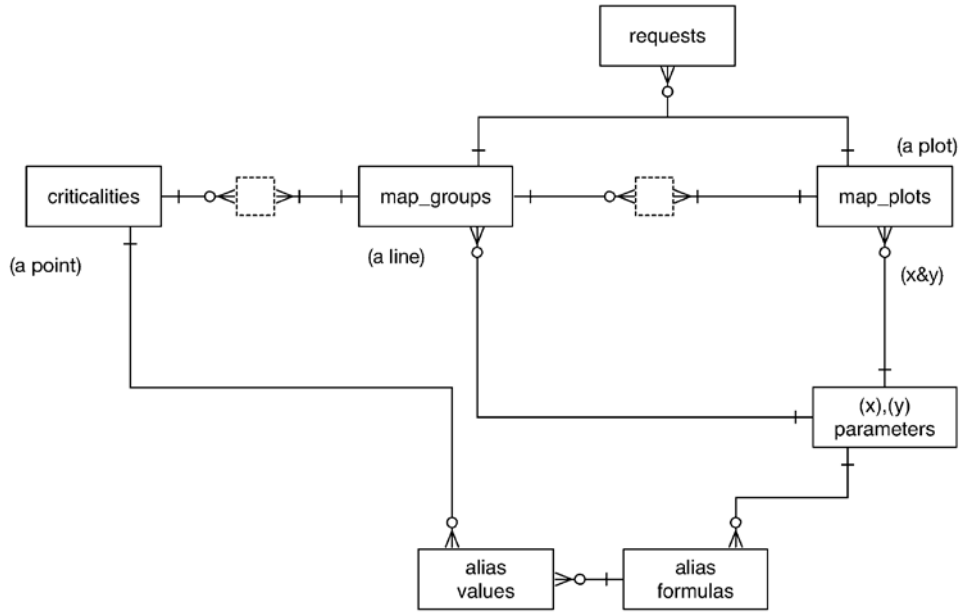 requests
(a plot)
criticalities
map_groups
map_plots
(a point)
(a line)
(x&y)
(x),(y)
parameters
alias
values
alias
formulas